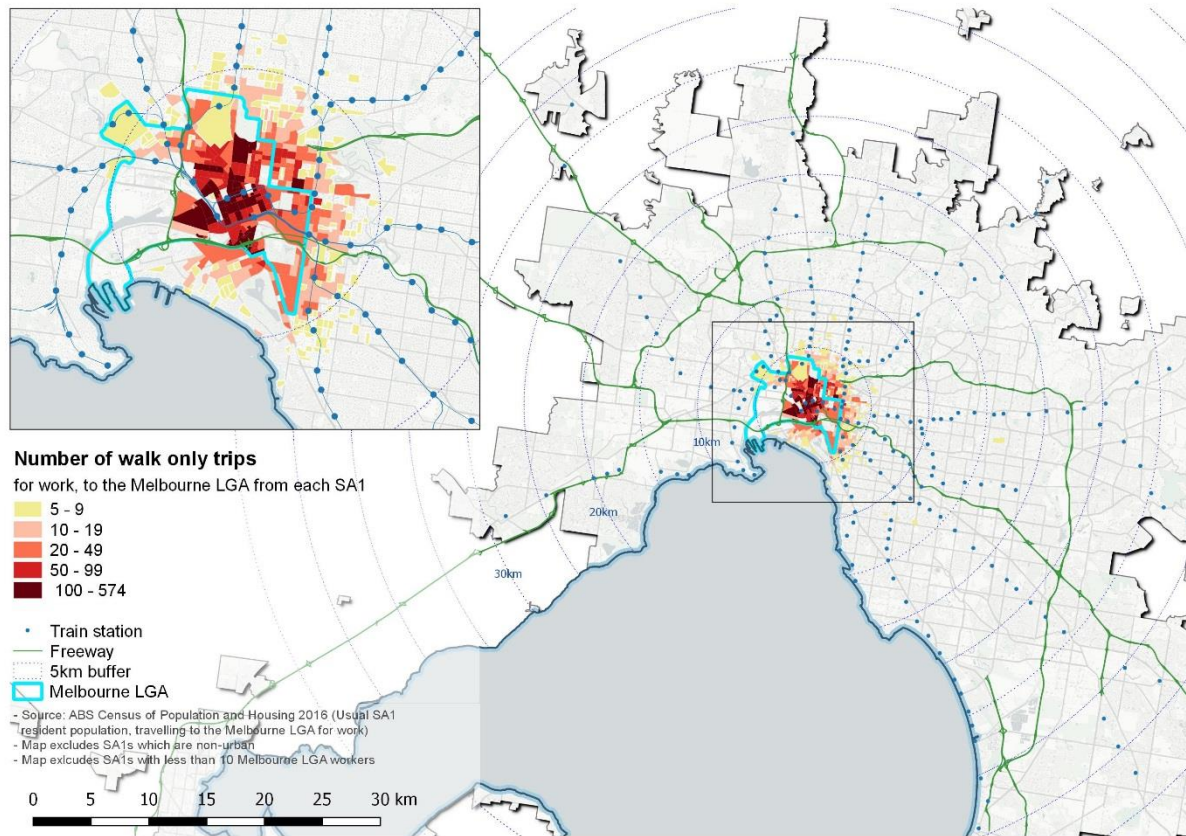 Number of walk only trips
for work, to the Melbourne LGA from each SA1
5 - 9
10 - 19
20 - 49
50 - 99
100 - 574
Train station
Freeway
5km buffer
Melbourne LGA
- Source: ABS Census of Population and Housing 2016 (Usual SA1
resident population, travelling to the Melbourne LGA for work)
- Map excludes SA1s which are non-urban
- Map exlcudes SA1s with less than 10 Melbourne LGA workers
0 5 10 15 20 25 30 km
10km
20km
30km